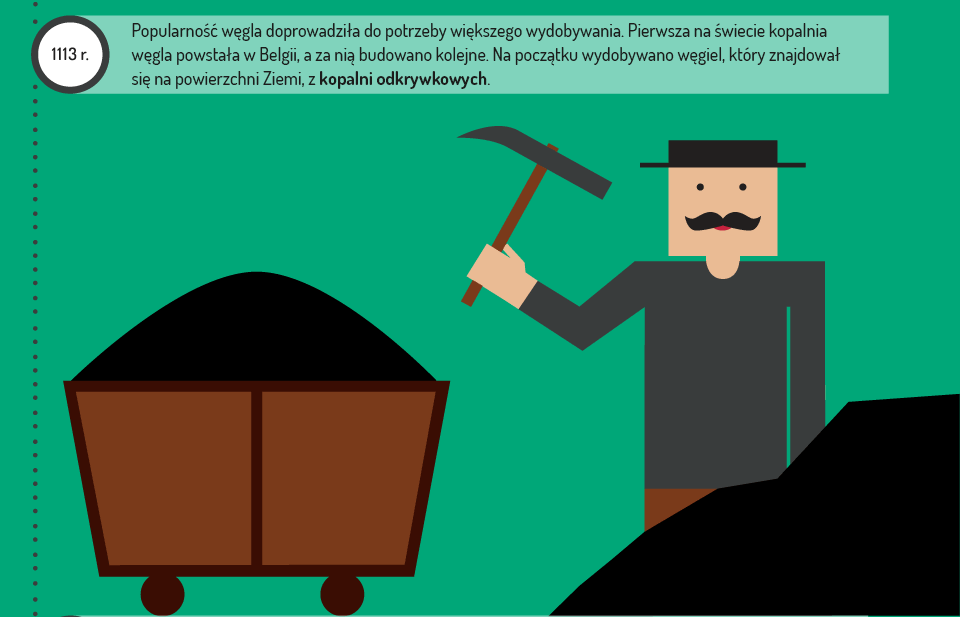 1113 r.
Popularność węgla doprowadziła do potrzeby większego wydobywania. Pierwsza na świecie kopalnia
węgla powstała w Belgii, a za nią budowano kolejne. Na początku wydobywano węgiel, który znajdował
się na powierzchni Ziemi, z kopalni odkrywkowych.